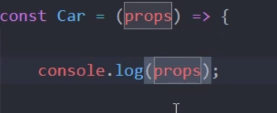 const Car = (props) => {
console.log(props);